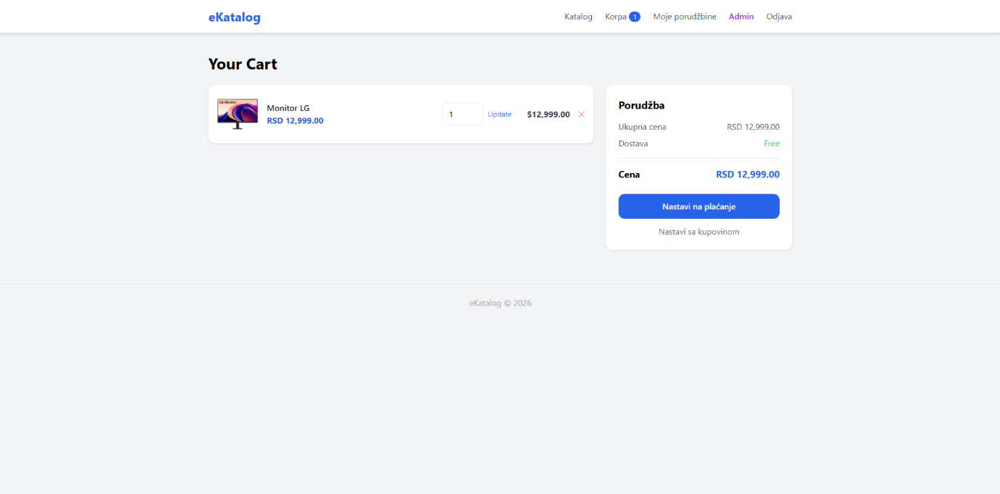 eKatalog
Katalog Korpa 1 Moje porudžbine Admin Odjava
Your Cart
LG Monitor
Monitor LG
RSD 12,999.00
1 Update $12,999.00
Porudžba
Ukupna cena RSD 12,999.00
Dostava Free
Cena RSD 12,999.00
Nastavi na plaćanje
Nastavi sa kupovinom
eKatalog © 2026